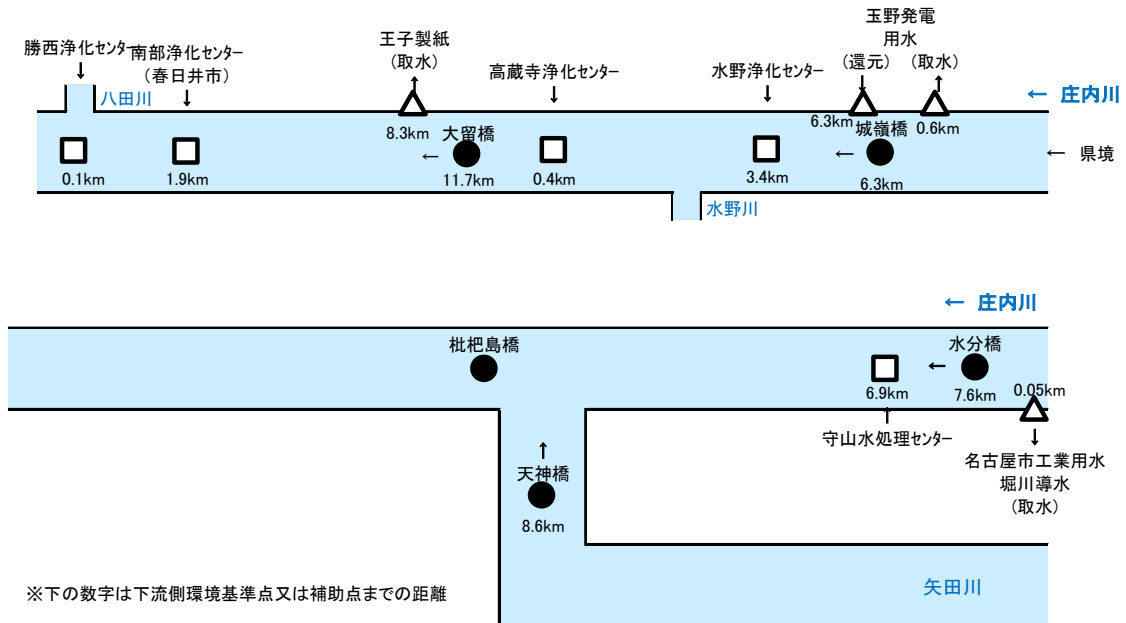 玉野発電
用水
(還元)
(取水)
勝西浄化センター
南部浄化センター
(春日井市)
王子製紙
(取水)
高蔵寺浄化センター
水野浄化センター
← 庄内川
八田川
8.3km
大留橋
6.3km
城嶺橋
0.6km
← 県境
0.1km
1.9km
11.7km
0.4km
3.4km
6.3km
水野川
← 庄内川
枇杷島橋
水分橋
6.9km
7.6km
0.05km
守山水処理センター
名古屋市工業用水
堀川導水
(取水)
天神橋
8.6km
矢田川
※下の数字は下流側環境基準点又は補助点までの距離